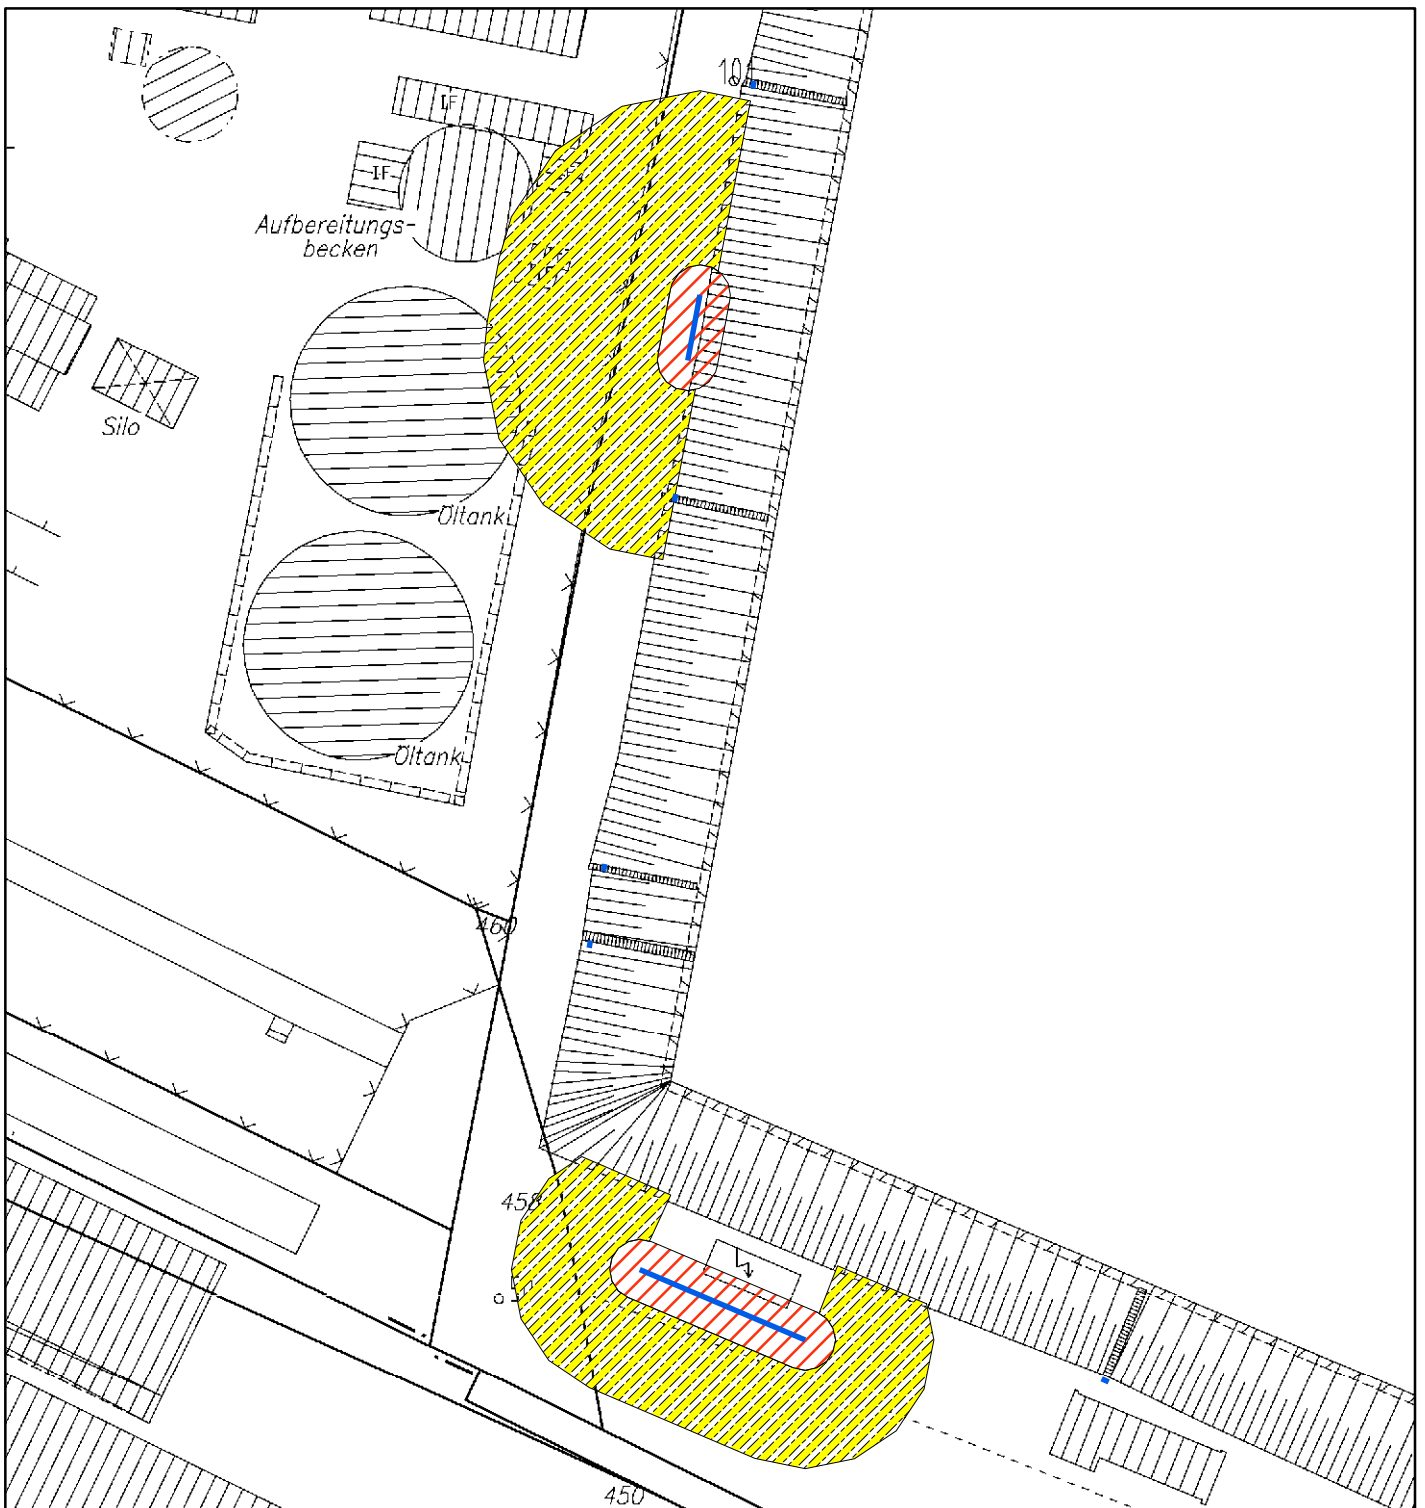 IF
IF
Aufbereitungs-
becken
Silo
Öltank
Öltank
460
458
450